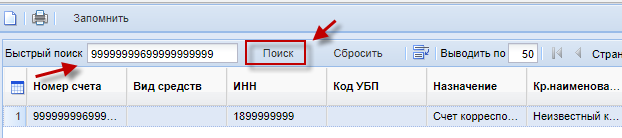 Запомнить
Быстрый поиск 99999999699999999999 Поиск Сбросить Выводить по 50 Стран
Номер счета Вид средств ИНН Код УБП Назначение Кр.наименова...
1 999999996999... 1899999999 Счет корреспо... Неизвестный к...